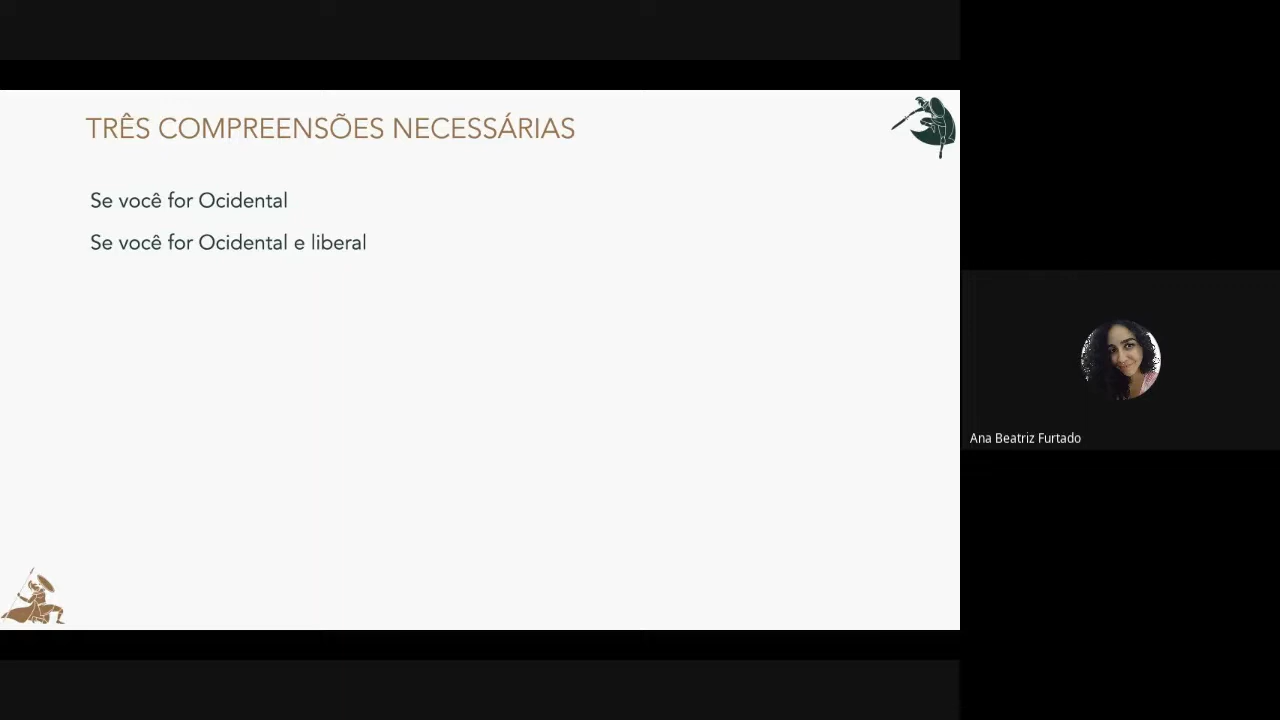 TRÊS COMPREENSÕES NECESSÁRIAS
Se você for Ocidental
Se você for Ocidental e liberal
Ana Beatriz Furtado